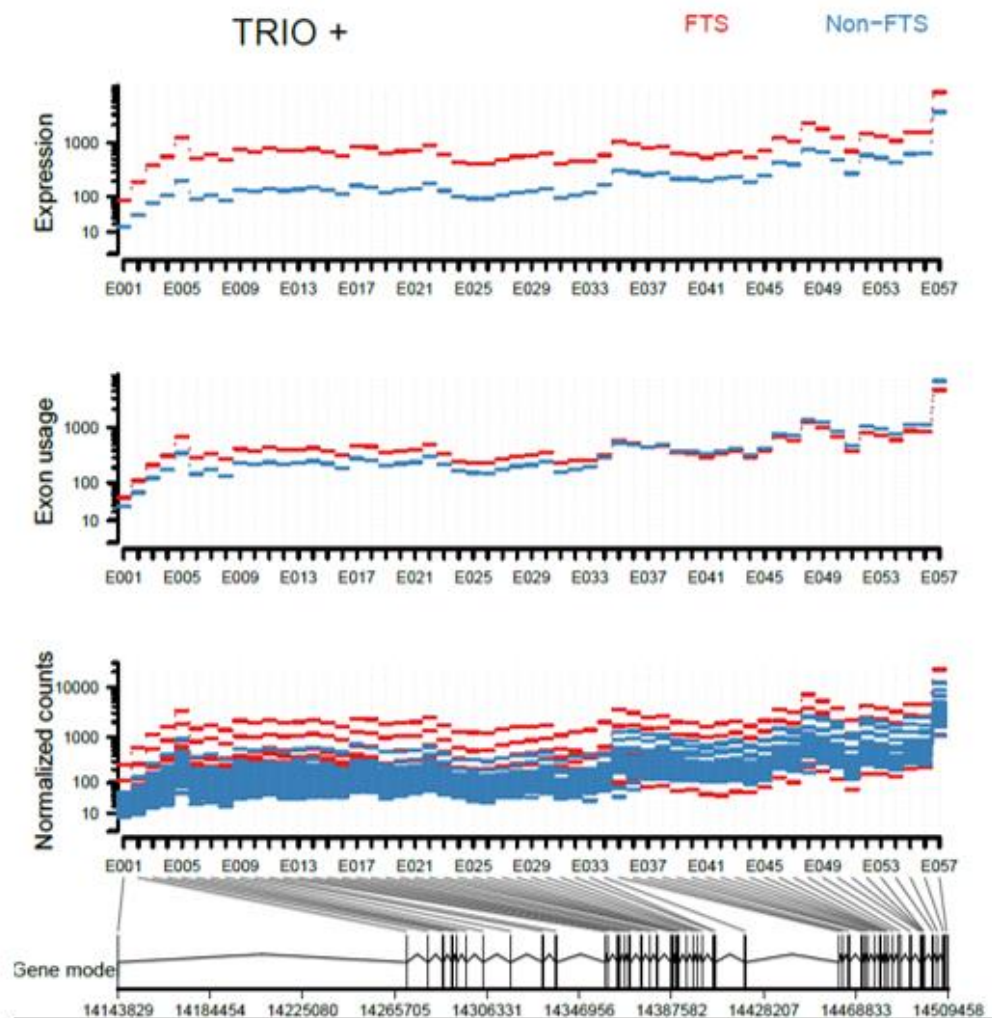 TRIO + FTS Non-FTS
Expression
1000
100
10
E001 E005 E009 E013 E017 E021 E025 E029 E033 E037 E041 E045 E049 E053 E057
Exon usage
1000
100
10
E001 E005 E009 E013 E017 E021 E025 E029 E033 E037 E041 E045 E049 E053 E057
Normalized counts
10000
1000
100
10
E001 E005 E009 E013 E017 E021 E025 E029 E033 E037 E041 E045 E049 E053 E057
Gene mode
14143829 14184454 14225080 14265705 14306331 14346956 14387582 14428207 14468833 14509458